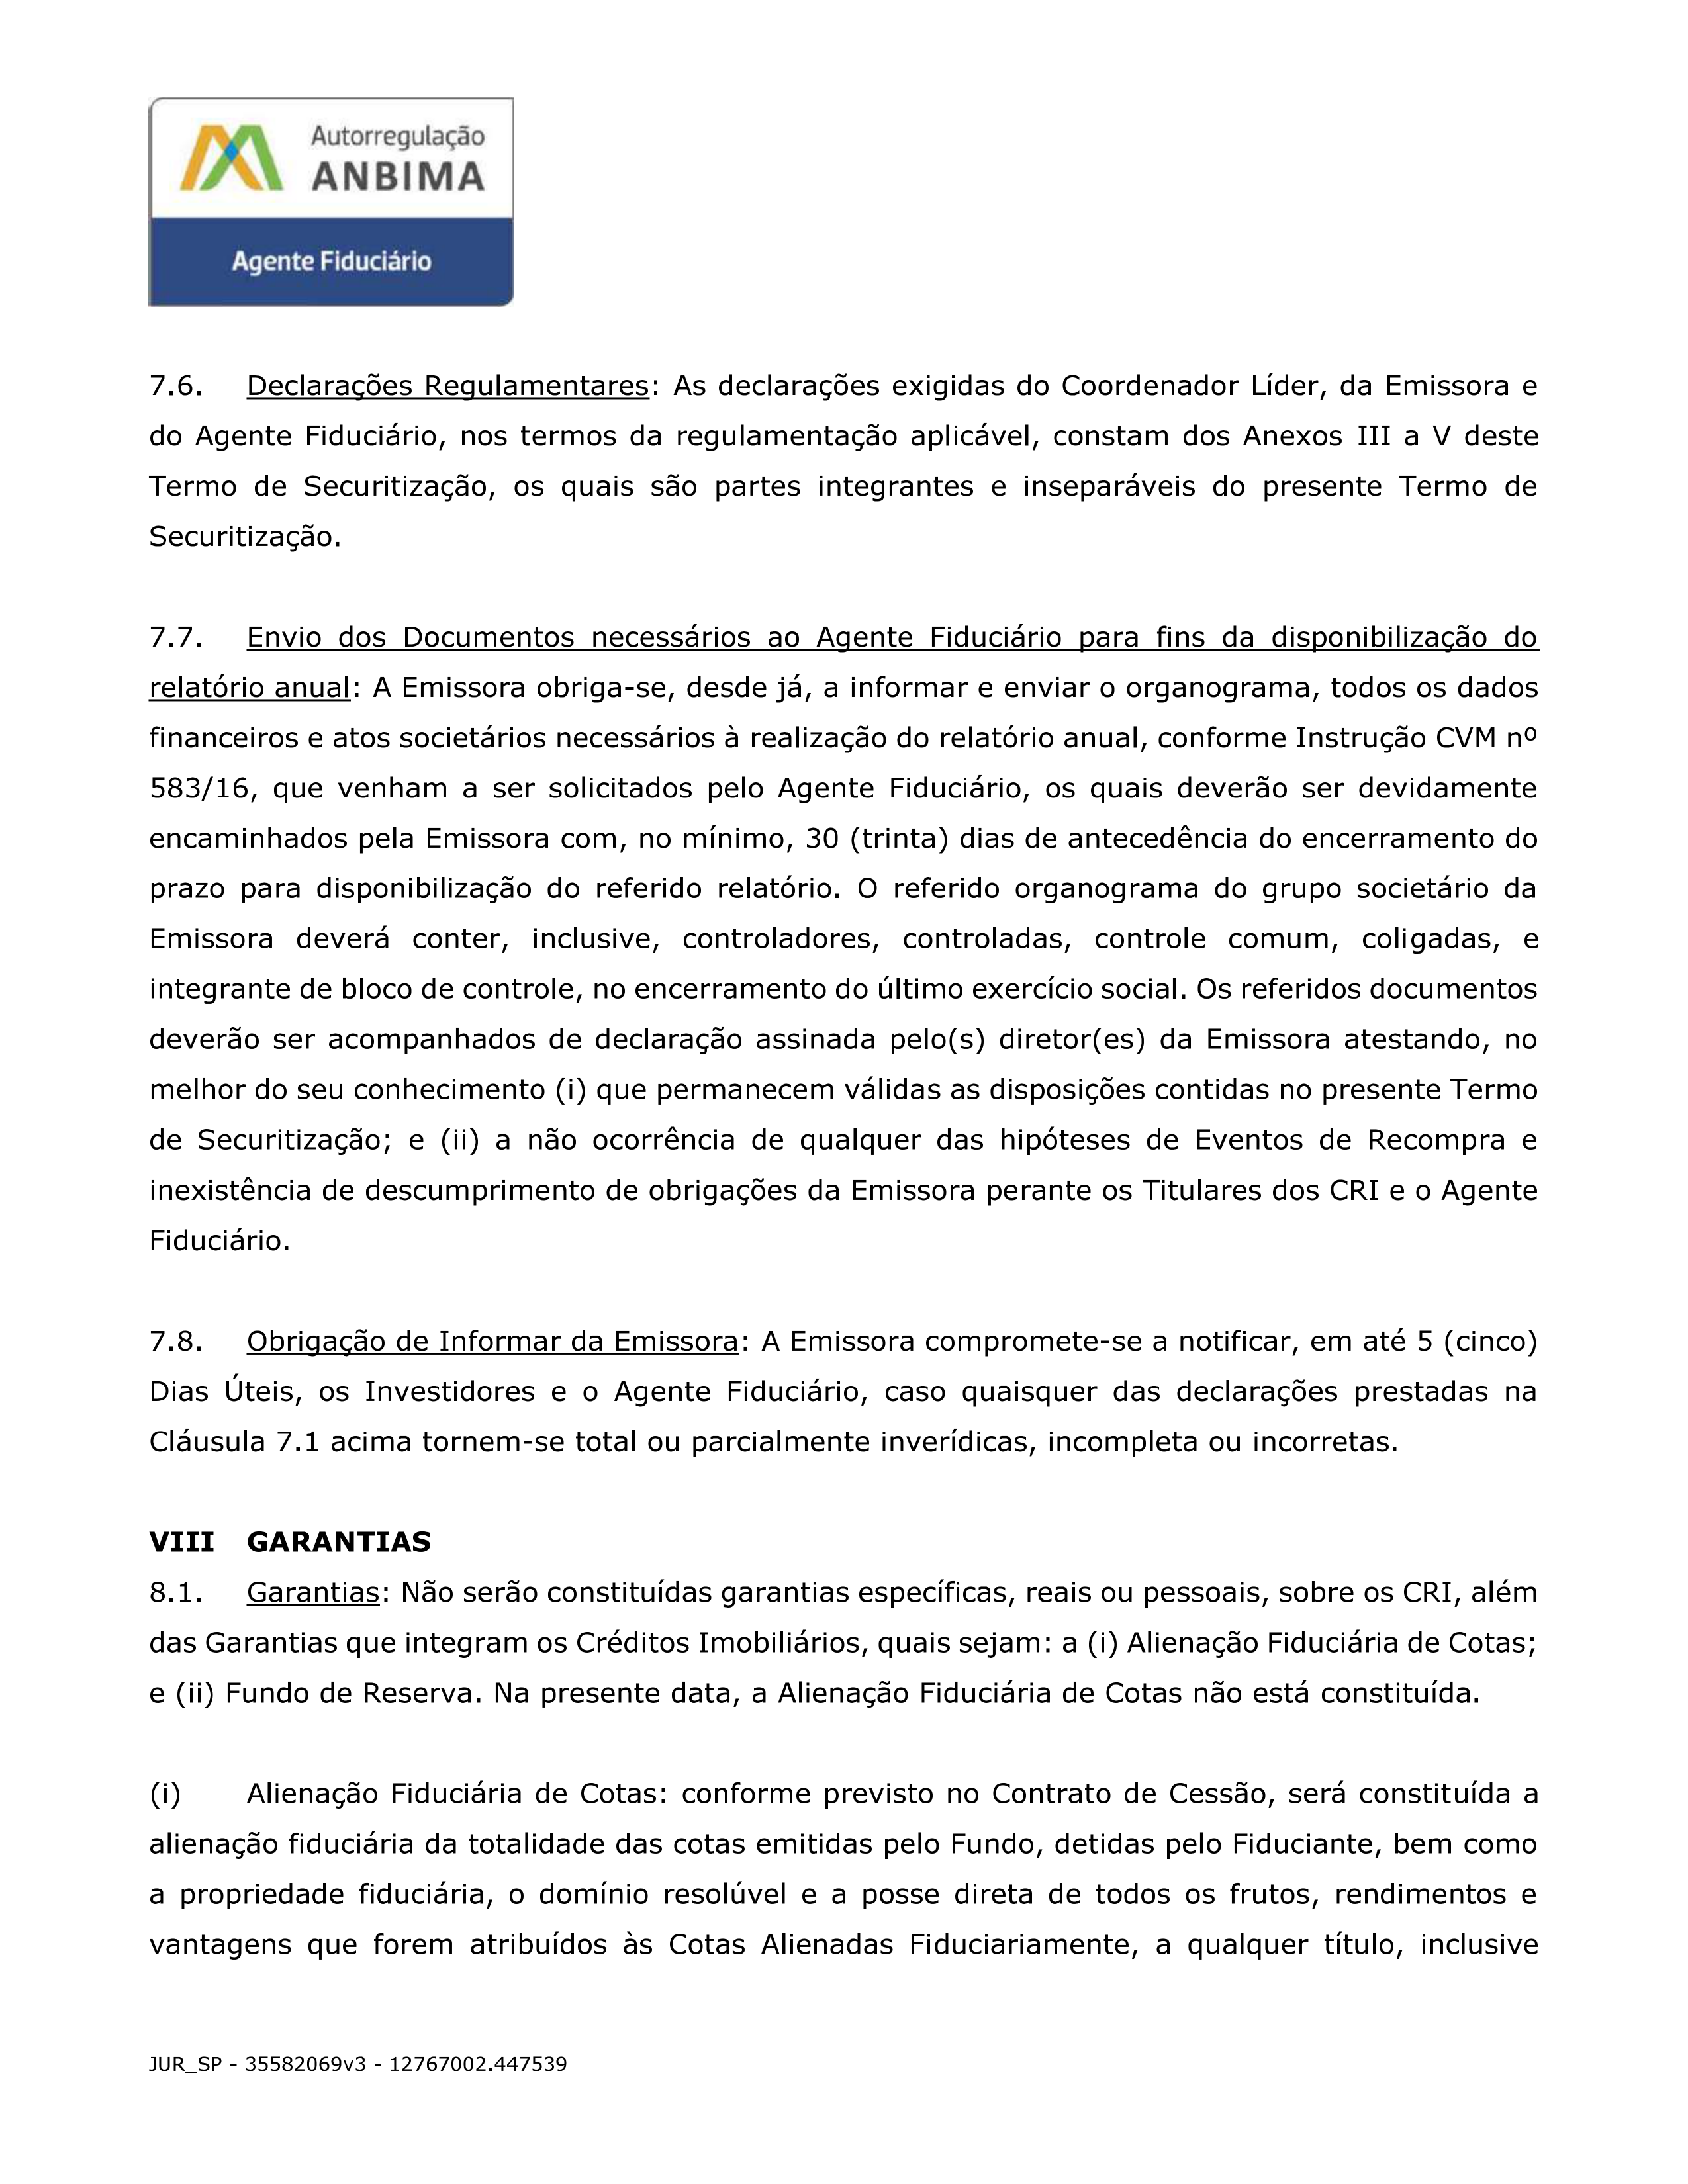 Autorregulação
ANBIMA
Agente Fiduciário
7.6. Declarações Regulamentares: As declarações exigidas do Coordenador Líder, da Emissora e
do Agente Fiduciário, nos termos da regulamentação aplicável, constam dos Anexos III a V deste
Termo de Securitização, os quais são partes integrantes e inseparáveis do presente Termo de
Securitização.
7.7. Envio dos Documentos necessários ao Agente Fiduciário para fins da disponibilização do
relatório anual: A Emissora obriga-se, desde já, a informar e enviar o organograma, todos os dados
financeiros e atos societários necessários à realização do relatório anual, conforme Instrução CVM nº
583/16, que venham a ser solicitados pelo Agente Fiduciário, os quais deverão ser devidamente
encaminhados pela Emissora com, no mínimo, 30 (trinta) dias de antecedência do encerramento do
prazo para disponibilização do referido relatório. O referido organograma do grupo societário da
Emissora deverá conter, inclusive, controladores, controladas, controle comum, coligadas, e
integrante de bloco de controle, no encerramento do último exercício social. Os referidos documentos
deverão ser acompanhados de declaração assinada pelo(s) diretor(es) da Emissora atestando, no
melhor do seu conhecimento (i) que permanecem válidas as disposições contidas no presente Termo
de Securitização; e (ii) a não ocorrência de qualquer das hipóteses de Eventos de Recompra e
inexistência de descumprimento de obrigações da Emissora perante os Titulares dos CRI e o Agente
Fiduciário.
7.8. Obrigação de Informar da Emissora: A Emissora compromete-se a notificar, em até 5 (cinco)
Dias Úteis, os Investidores e o Agente Fiduciário, caso quaisquer das declarações prestadas na
Cláusula 7.1 acima tornem-se total ou parcialmente inverídicas, incompleta ou incorretas.
VIII GARANTIAS
8.1. Garantias: Não serão constituídas garantias específicas, reais ou pessoais, sobre os CRI, além
das Garantias que integram os Créditos Imobiliários, quais sejam: a (i) Alienação Fiduciária de Cotas;
e (ii) Fundo de Reserva. Na presente data, a Alienação Fiduciária de Cotas não está constituída.
(i) Alienação Fiduciária de Cotas: conforme previsto no Contrato de Cessão, será constituída a
alienação fiduciária da totalidade das cotas emitidas pelo Fundo, detidas pelo Fiduciante, bem como
a propriedade fiduciária, o domínio resolúvel e a posse direta de todos os frutos, rendimentos e
vantagens que forem atribuídos às Cotas Alienadas Fiduciariamente, a qualquer título, inclusive
JUR_SP - 35582069v3 - 12767002.447539